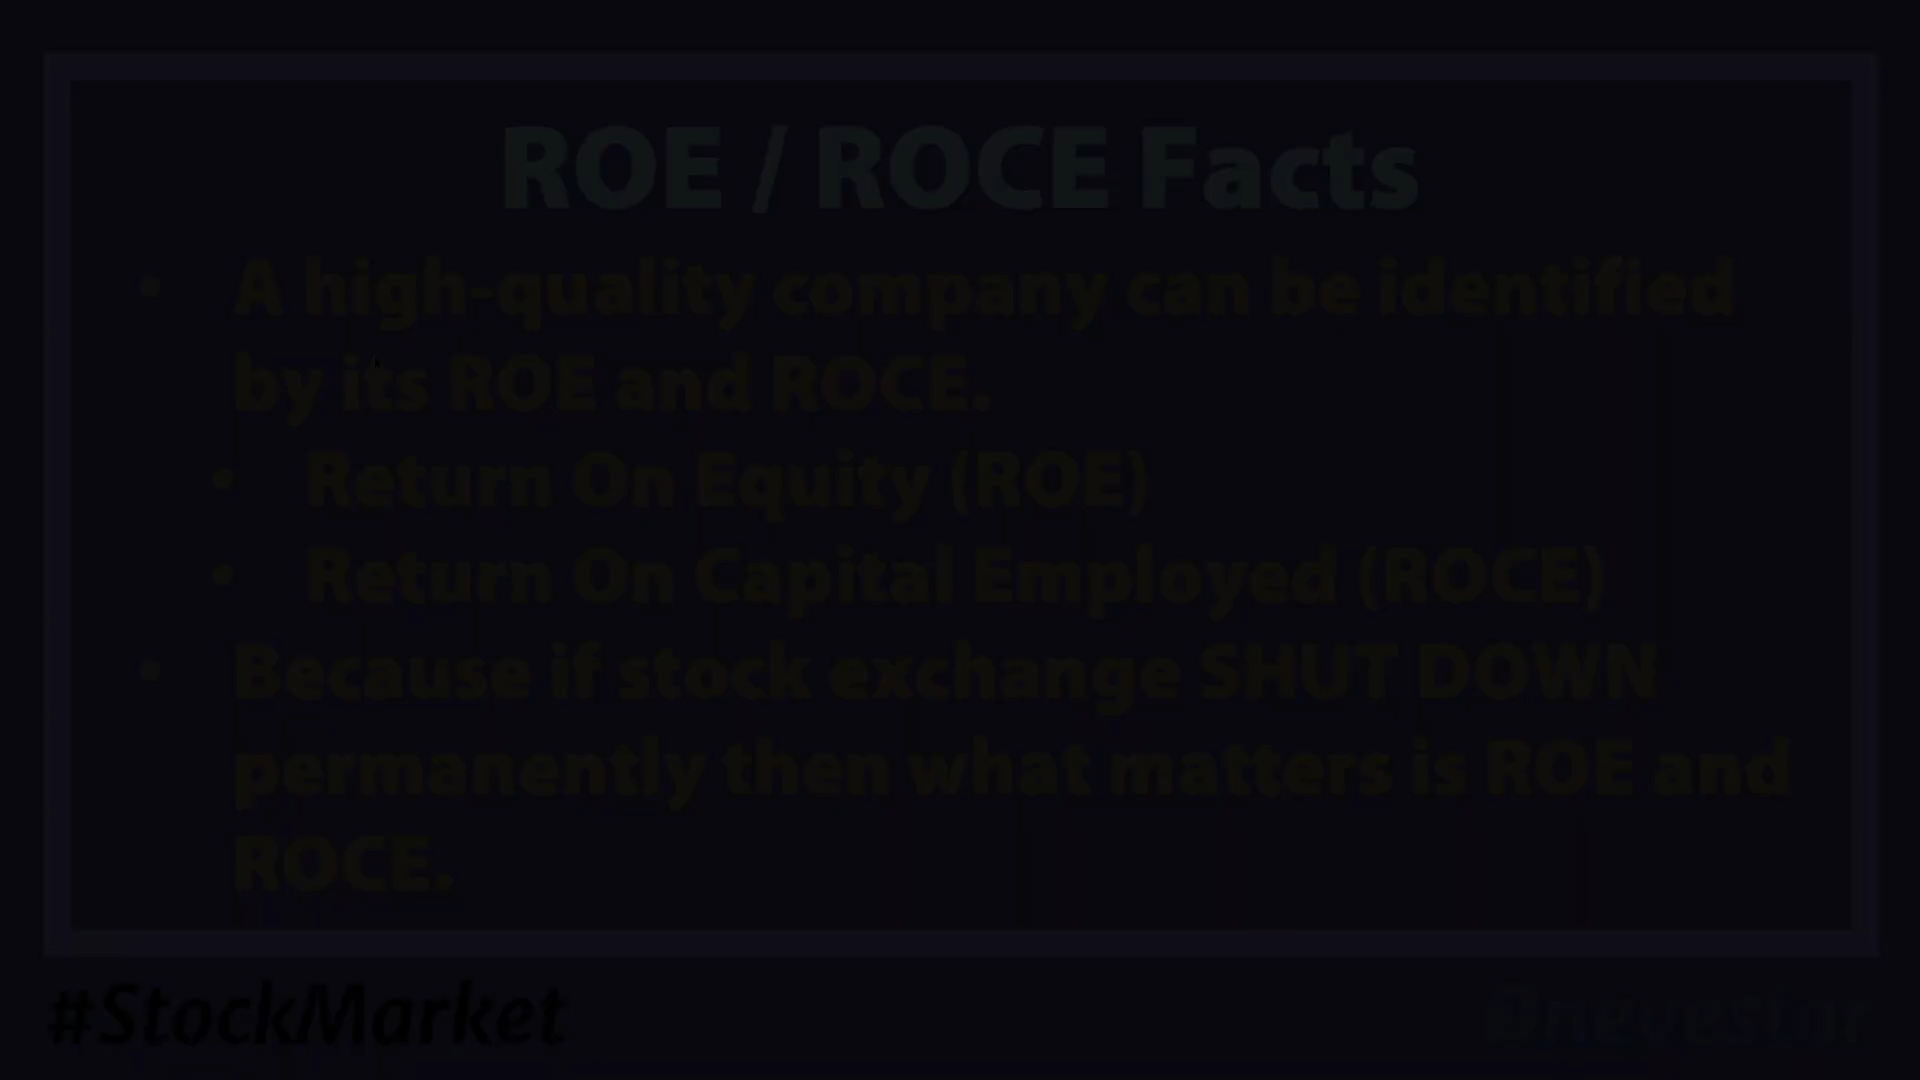 ROE / ROCE Facts
• A high-quality company can be identified
by its ROE and ROCE.
• Return On Equity (ROE)
• Return On Capital Employed (ROCE)
• Because if stock exchange SHUT DOWN
permanently then what matters is ROE and
ROCE.
#StockMarket